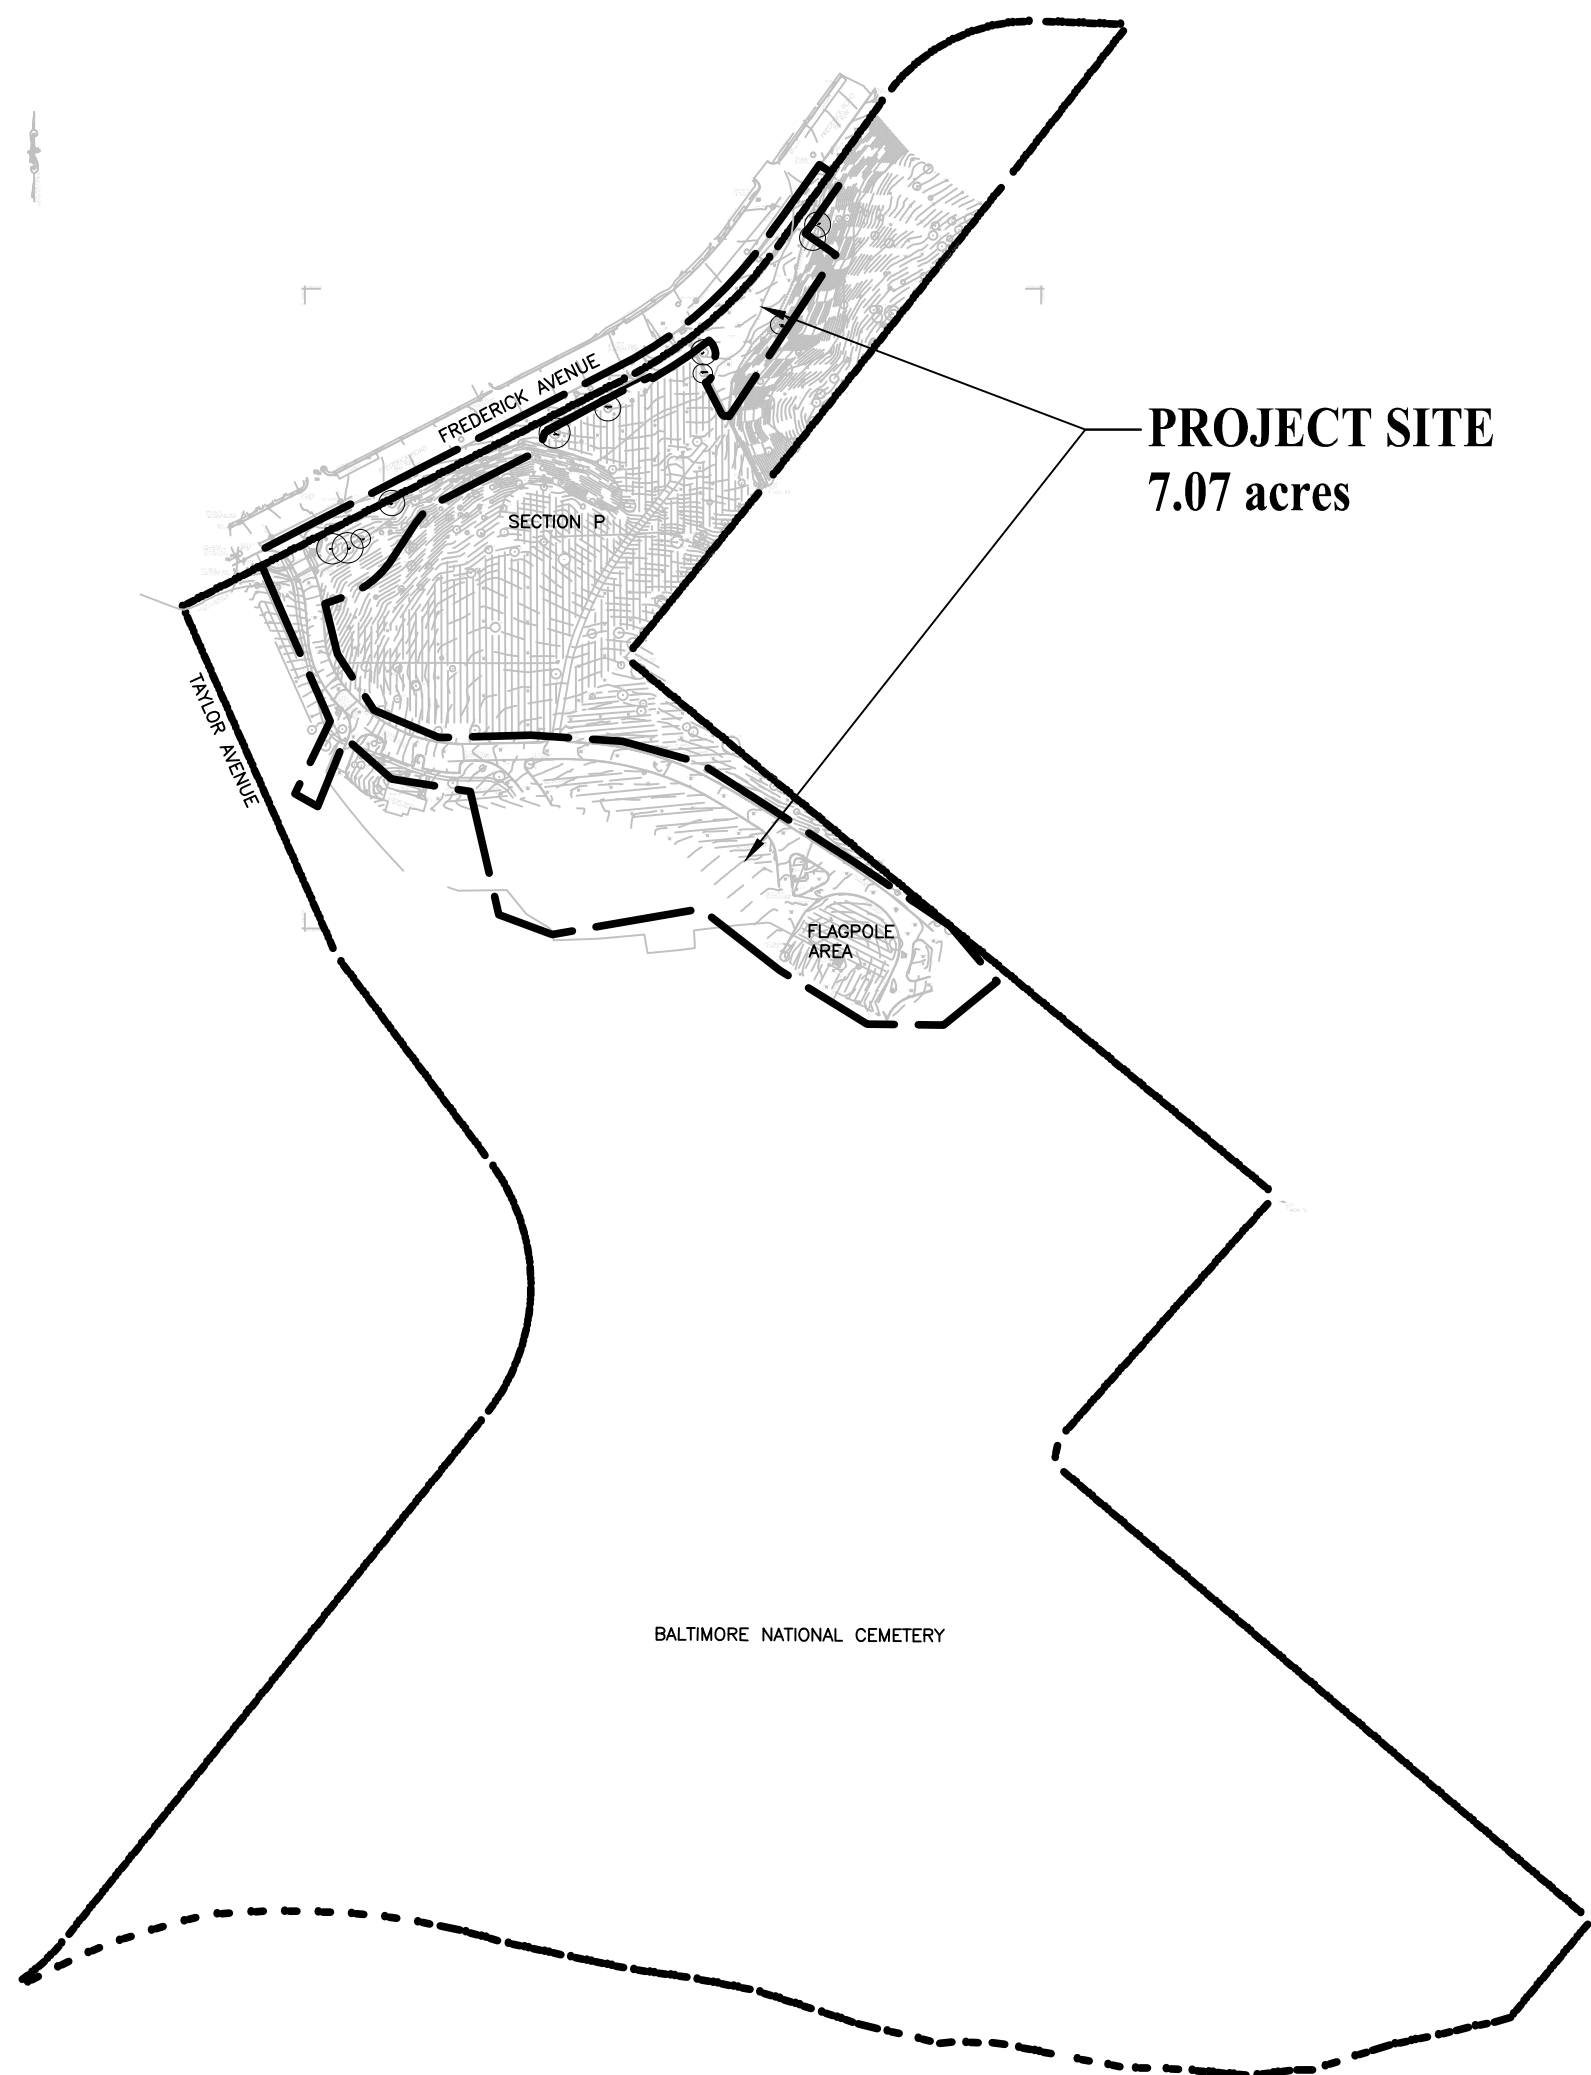 FREDERICK AVENUE
PROJECT SITE
7.07 acres
SECTION P
TAYLOR AVENUE
FLAGPOLE
AREA
BALTIMORE NATIONAL CEMETERY